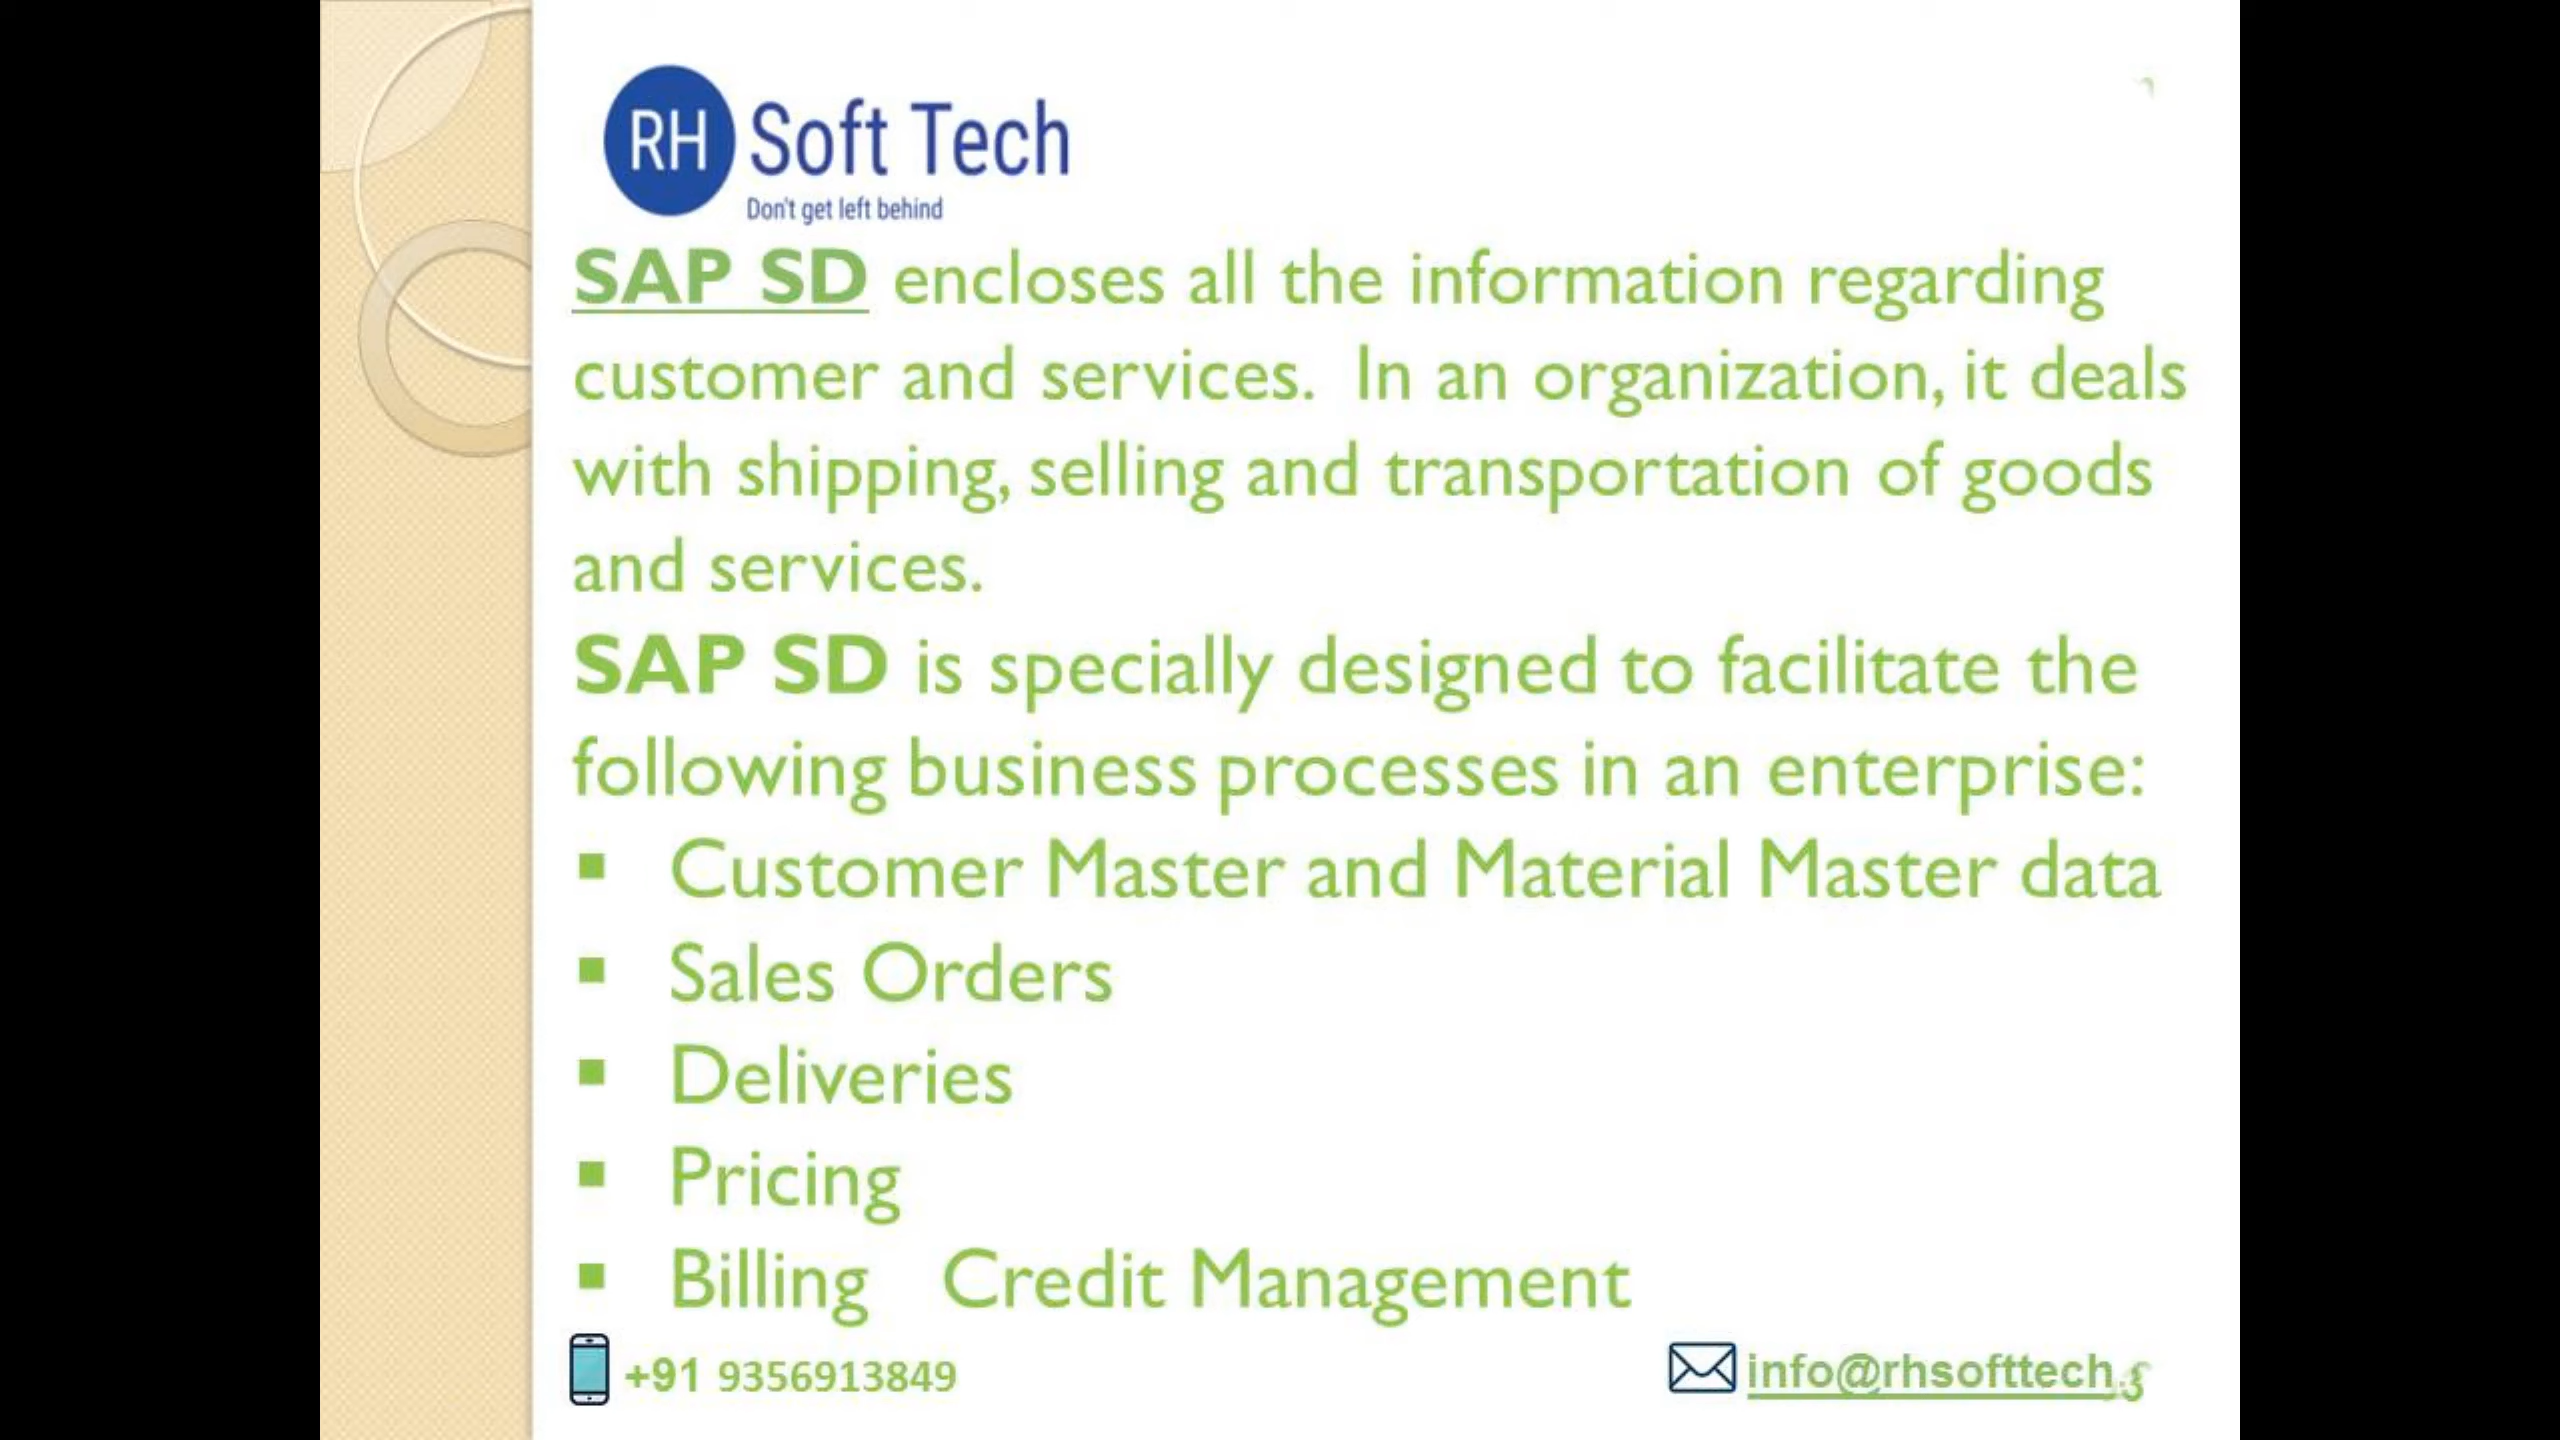 RH Soft Tech
Don't get left behind
SAP SD encloses all the information regarding
customer and services. In an organization, it deals
with shipping, selling and transportation of goods
and services.
SAP SD is specially designed to facilitate the
following business processes in an enterprise:
▪ Customer Master and Material Master data
▪ Sales Orders
▪ Deliveries
▪ Pricing
▪ Billing Credit Management
+91 9356913849
info@rhsofttech.